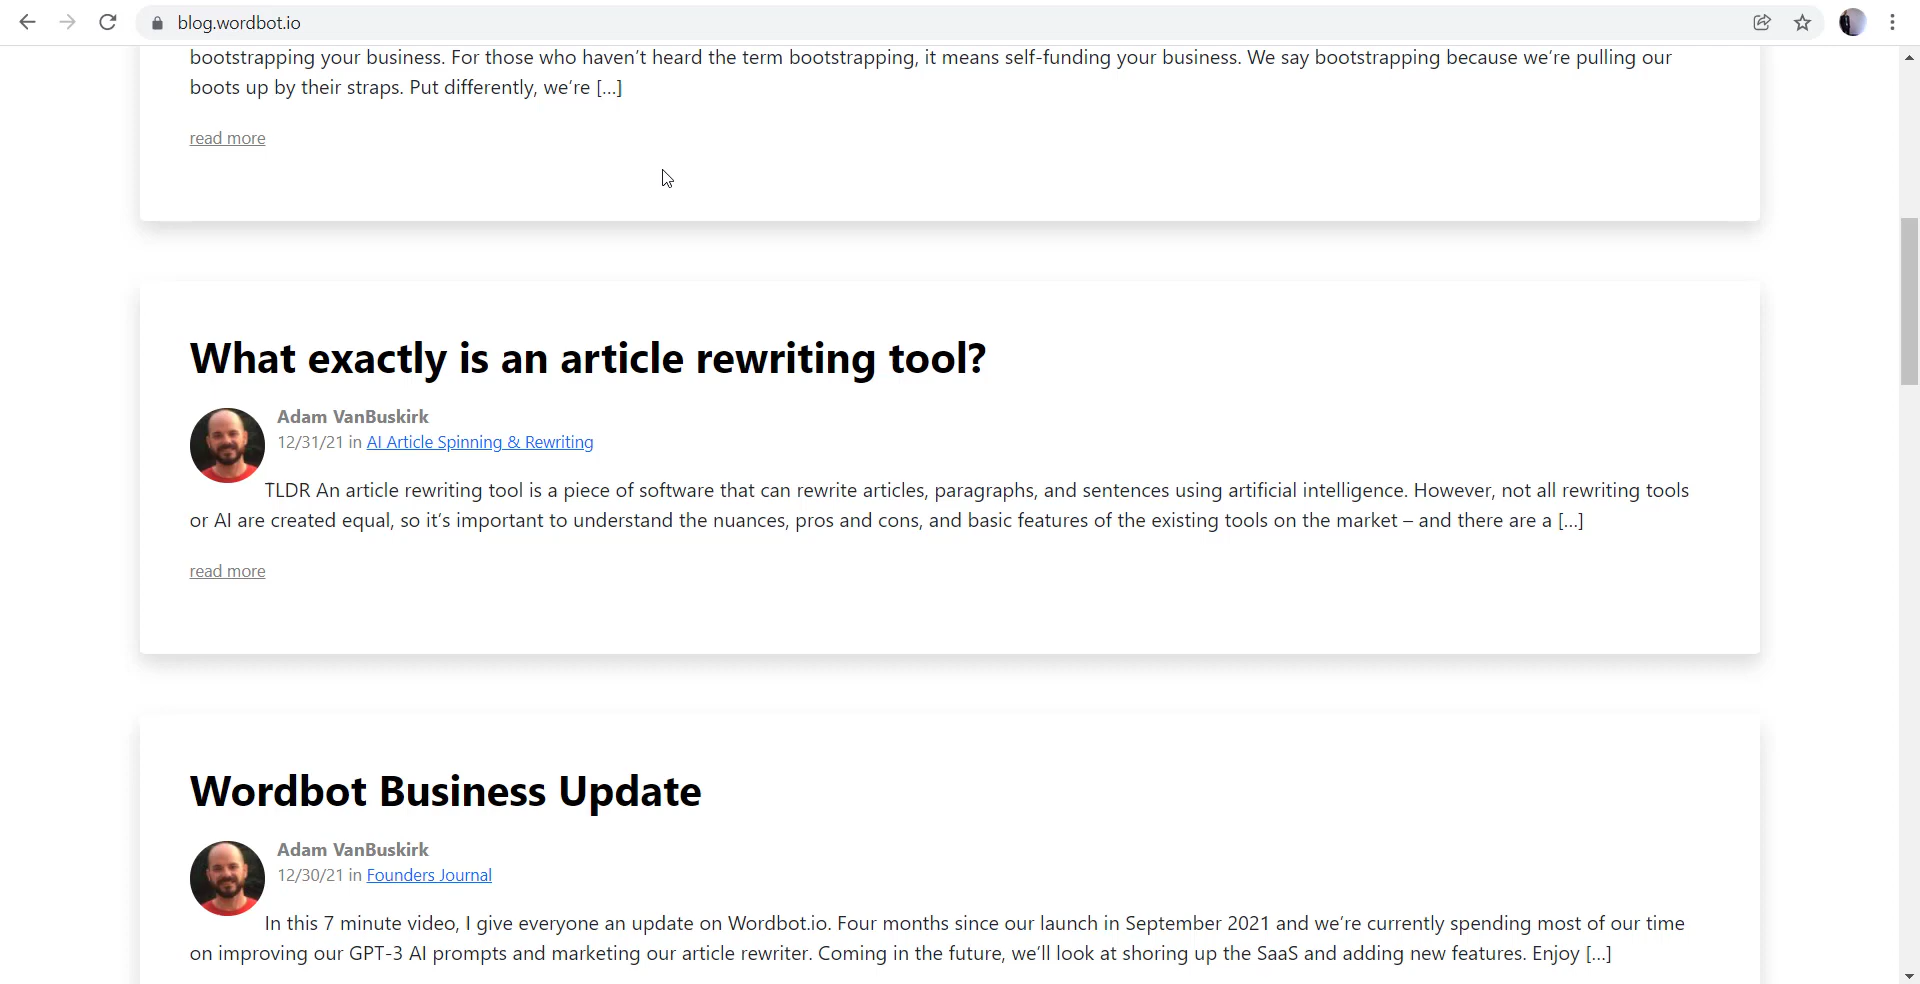 blog.wordbot.io
bootstrapping your business. For those who haven’t heard the term bootstrapping, it means self-funding your business. We say bootstrapping because we’re pulling our
boots up by their straps. Put differently, we’re [...]
read more
What exactly is an article rewriting tool?
Adam VanBuskirk
12/31/21 in AI Article Spinning & Rewriting
TLDR An article rewriting tool is a piece of software that can rewrite articles, paragraphs, and sentences using artificial intelligence. However, not all rewriting tools
or AI are created equal, so it’s important to understand the nuances, pros and cons, and basic features of the existing tools on the market – and there are a [...]
read more
Wordbot Business Update
Adam VanBuskirk
12/30/21 in Founders Journal
In this 7 minute video, I give everyone an update on Wordbot.io. Four months since our launch in September 2021 and we’re currently spending most of our time
on improving our GPT-3 AI prompts and marketing our article rewriter. Coming in the future, we’ll look at shoring up the SaaS and adding new features. Enjoy [...]